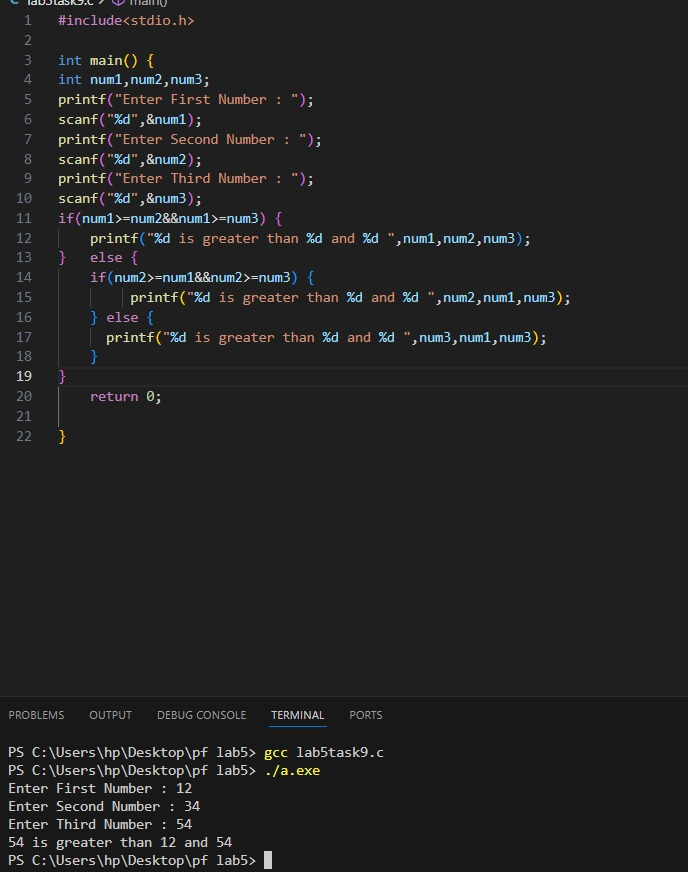 lab5task9.c > main()
1 #include<stdio.h>
2
3 int main() {
4 int num1,num2,num3;
5 printf("Enter First Number : ");
6 scanf("%d",&num1);
7 printf("Enter Second Number : ");
8 scanf("%d",&num2);
9 printf("Enter Third Number : ");
10 scanf("%d",&num3);
11 if(num1>=num2&&num1>=num3) {
12     printf("%d is greater than %d and %d ",num1,num2,num3);
13 }   else {
14     if(num2>=num1&&num2>=num3) {
15          printf("%d is greater than %d and %d ",num2,num1,num3);
16     } else {
17       printf("%d is greater than %d and %d ",num3,num1,num3);
18     }
19 }
20     return 0;
21
22 }
PROBLEMS OUTPUT DEBUG CONSOLE TERMINAL PORTS
PS C:\Users\hp\Desktop\pf lab5> gcc lab5task9.c
PS C:\Users\hp\Desktop\pf lab5> ./a.exe
Enter First Number : 12
Enter Second Number : 34
Enter Third Number : 54
54 is greater than 12 and 54
PS C:\Users\hp\Desktop\pf lab5>